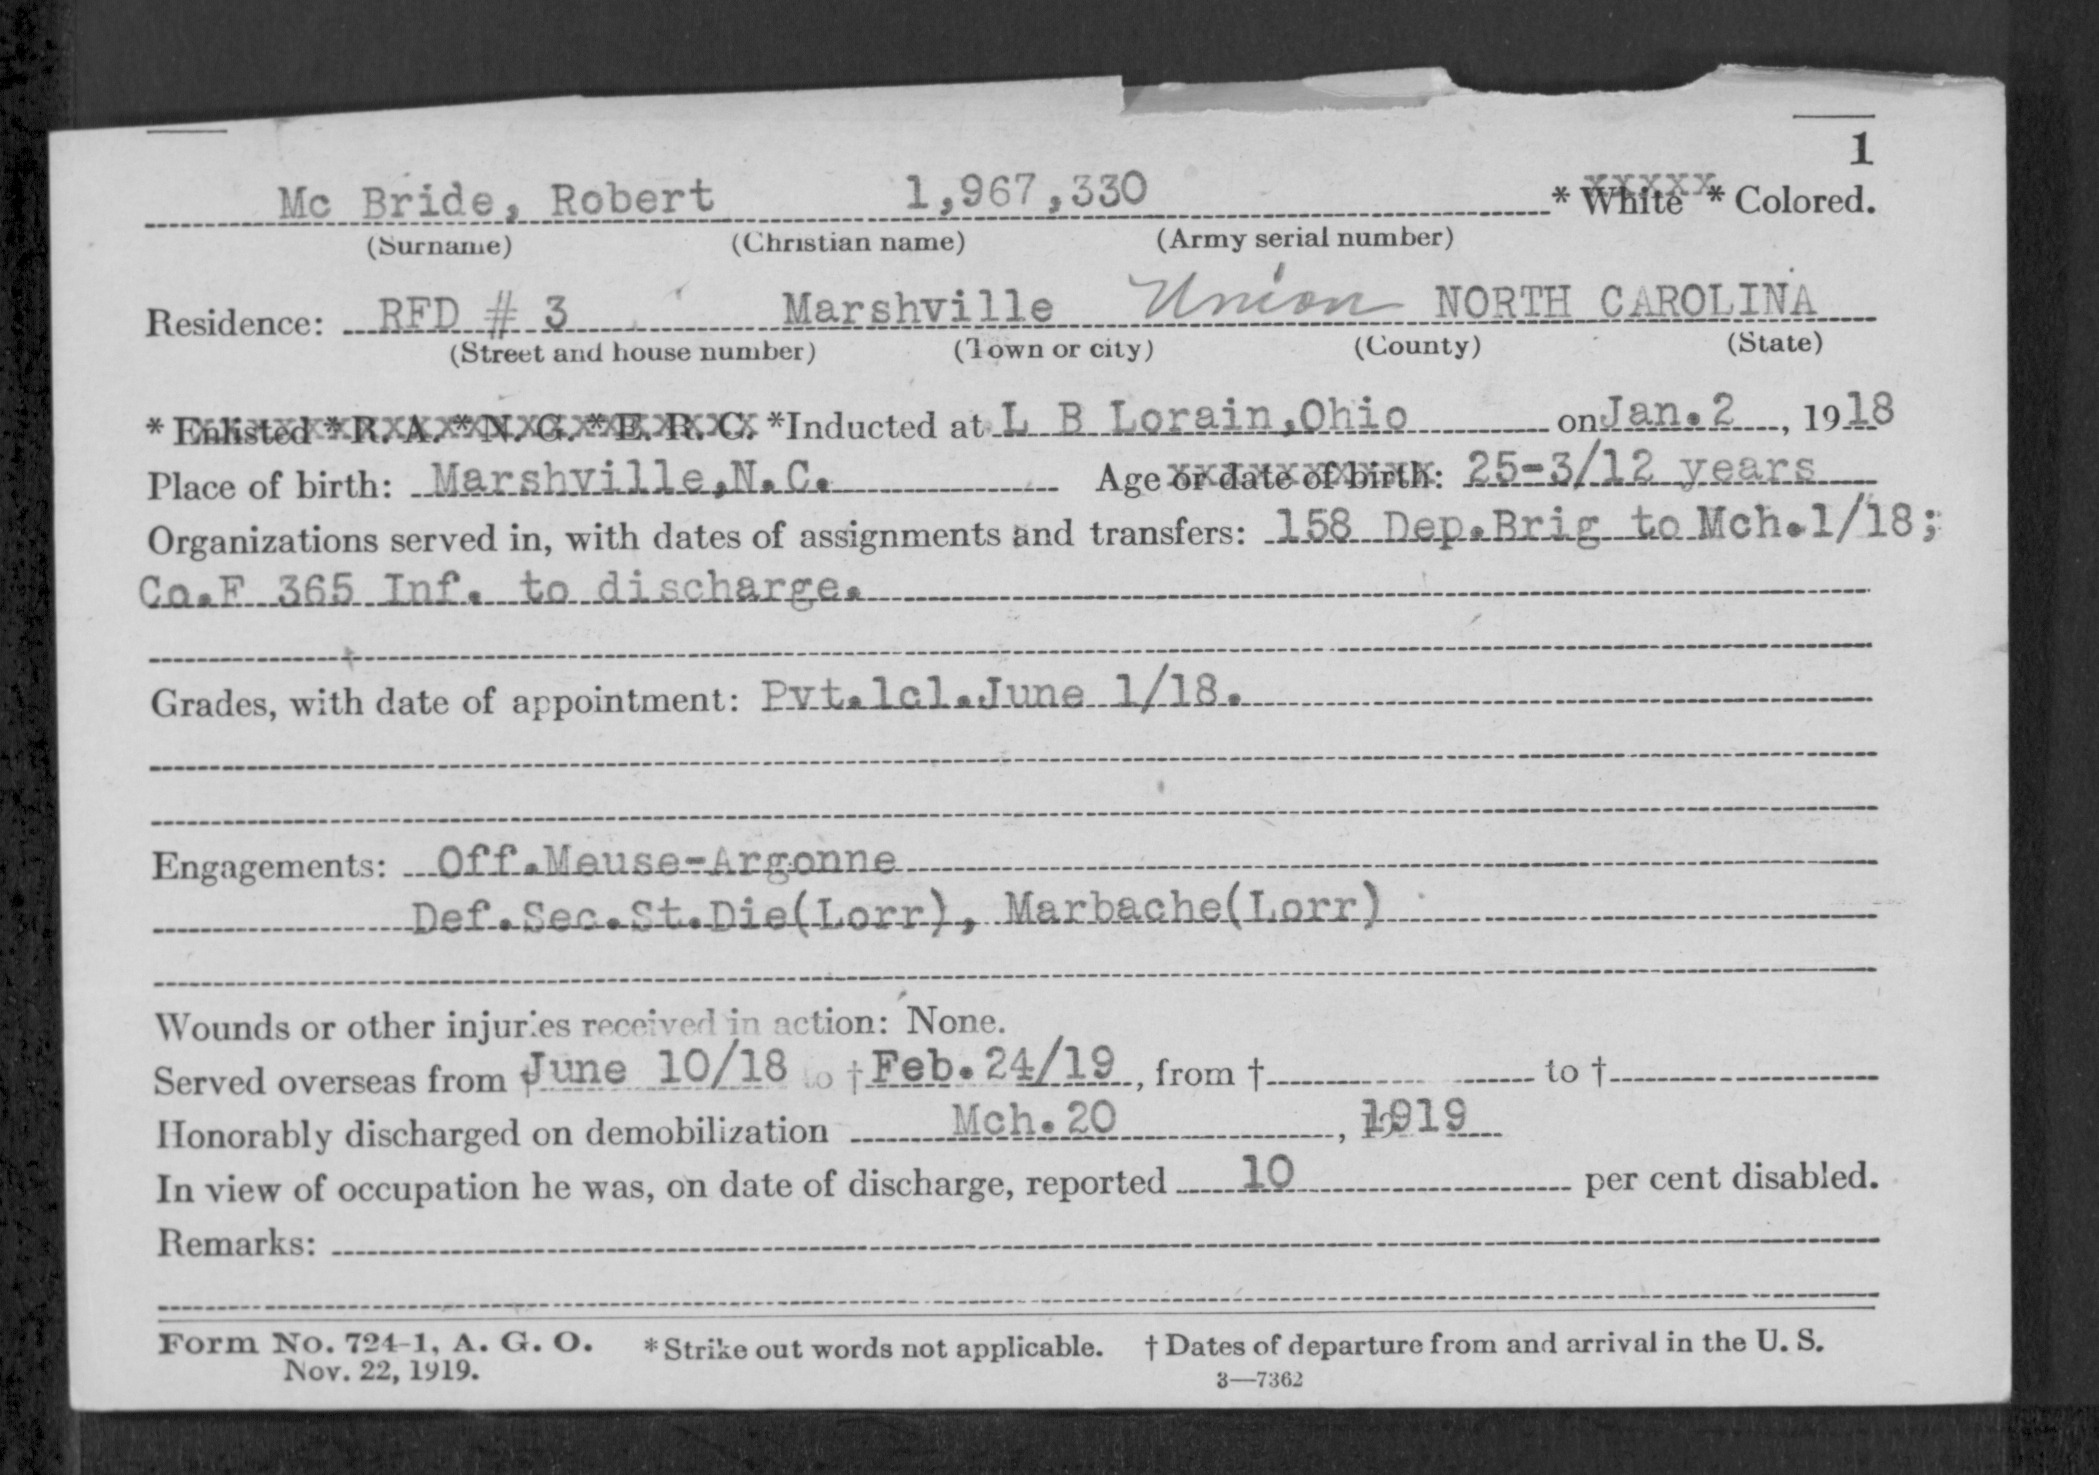 1
Mc Bride, Robert 1,967,330 * White * Colored.
(Surname) (Christian name) (Army serial number)
Residence: RFD # 3 Marshville Union NORTH CAROLINA
(Street and house number) (Town or city) (County) (State)
* Enlisted * R. A. * N. G. * E. R. C. *Inducted at L B Lorain,Ohio on Jan. 2, 1918
Place of birth: Marshville,N.C. Age or date of birth: 25-3/12 years
Organizations served in, with dates of assignments and transfers: 158 Dep.Brig to Mch.1/18;
Co.F 365 Inf. to discharge.
Grades, with date of appointment: Pvt.1cl.June 1/18.
Engagements: Off.Meuse-Argonne
Def.Sec.St.Die(Lorr), Marbache(Lorr)
Wounds or other injuries received in action: None.
Served overseas from † June 10/18 to † Feb. 24/19, from † to †
Honorably discharged on demobilization Mch. 20, 1919
In view of occupation he was, on date of discharge, reported 10 per cent disabled.
Remarks:
Form No. 724-1, A. G. O. * Strike out words not applicable. † Dates of departure from and arrival in the U. S.
Nov. 22, 1919. 3—7362